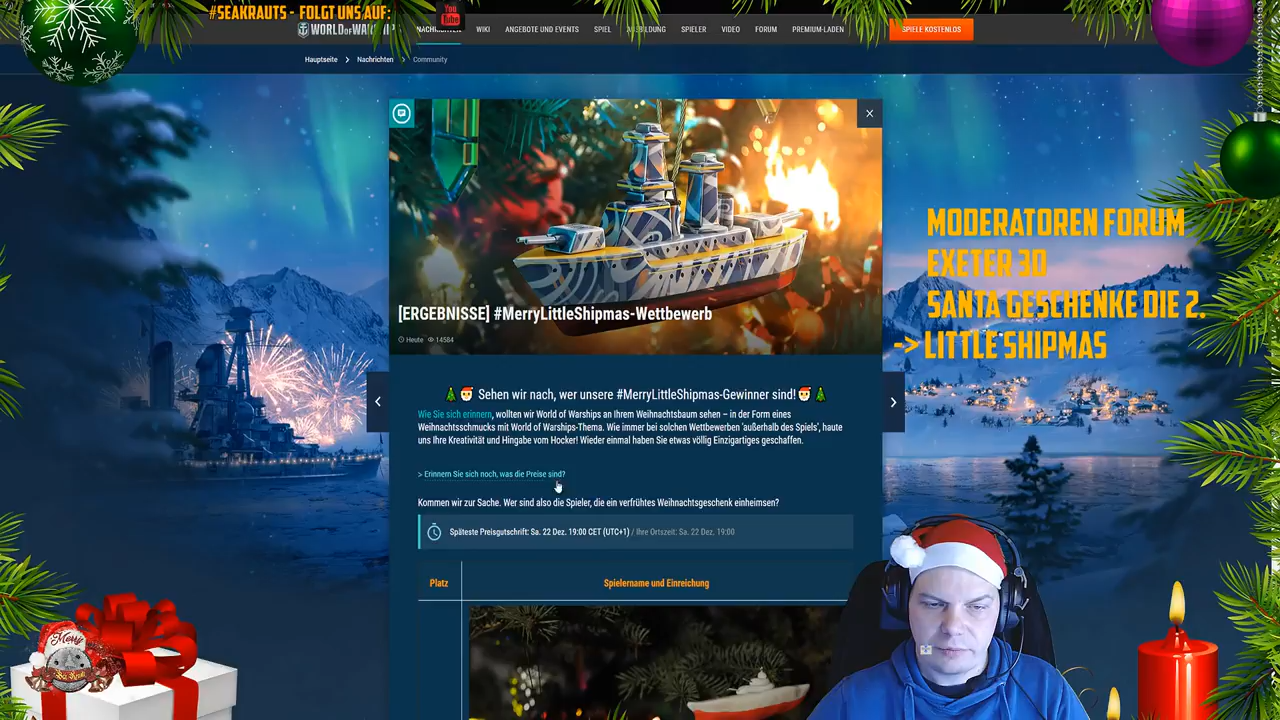 #SEAKRAUTS - FOLGT UNS AUF:
You
Tube
WORLD OF WARSHIPS
NACHRICHTEN
WIKI
ANGEBOTE UND EVENTS
SPIEL
AUSBILDUNG
SPIELER
VIDEO
FORUM
PREMIUM-LADEN
SPIELE KOSTENLOS
Hauptseite > Nachrichten > Community
[ERGEBNISSE] #MerryLittleShipmas-Wettbewerb
Heute 14584
MODERATOREN FORUM
EXETER 3D
SANTA GESCHENKE DIE 2.
-> LITTLE SHIPMAS
Sehen wir nach, wer unsere #MerryLittleShipmas-Gewinner sind!
Wie Sie sich erinnern, wollten wir World of Warships an Ihrem Weihnachtsbaum sehen – in der Form eines
Weihnachtsschmucks mit World of Warships-Thema. Wie immer bei solchen Wettbewerben 'außerhalb des Spiels', haute
uns Ihre Kreativität und Hingabe vom Hocker! Wieder einmal haben Sie etwas völlig Einzigartiges geschaffen.
> Erinnern Sie sich noch, was die Preise sind?
Kommen wir zur Sache. Wer sind also die Spieler, die ein verfrühtes Weihnachtsgeschenk einheimsen?
Späteste Preisgutschrift: Sa. 22 Dez. 19:00 CET (UTC+1) / Ihre Ortszeit: Sa. 22 Dez. 19:00
Platz
Spielername und Einreichung
Merry